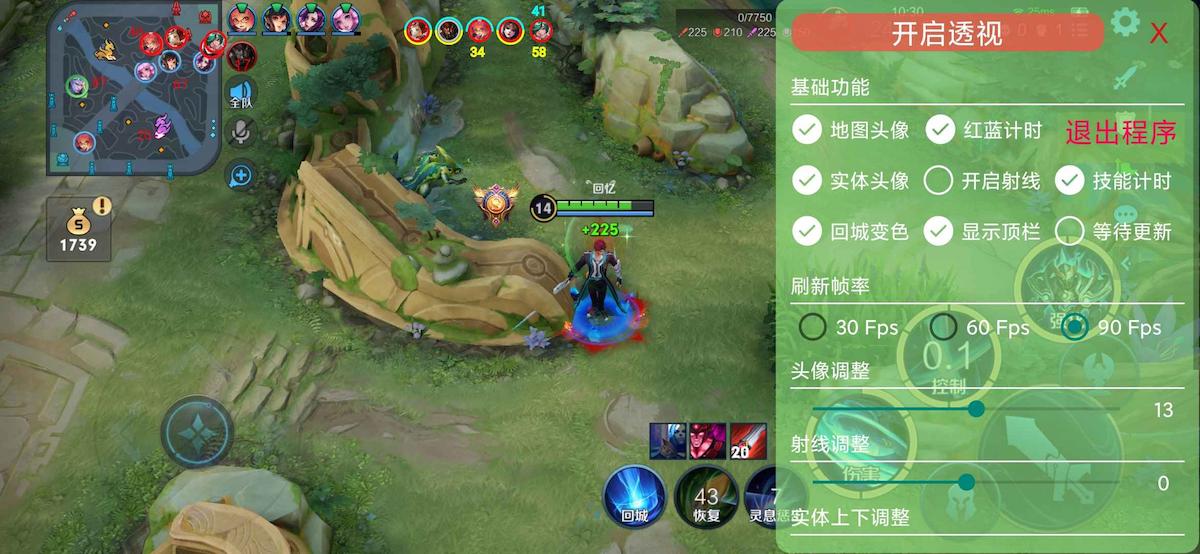 10:30
25ms
41
34
58
0/7750
225 210 225
全队
1739
14
回忆
+225
20
回城
43
恢复
7
灵息惩
开启透视
X
基础功能
地图头像 红蓝计时 退出程序
实体头像 开启射线 技能计时
回城变色 显示顶栏 等待更新
刷新帧率
30 Fps 60 Fps 90 Fps
强
0.1
控制
头像调整
13
射线调整
伤害
0
实体上下调整